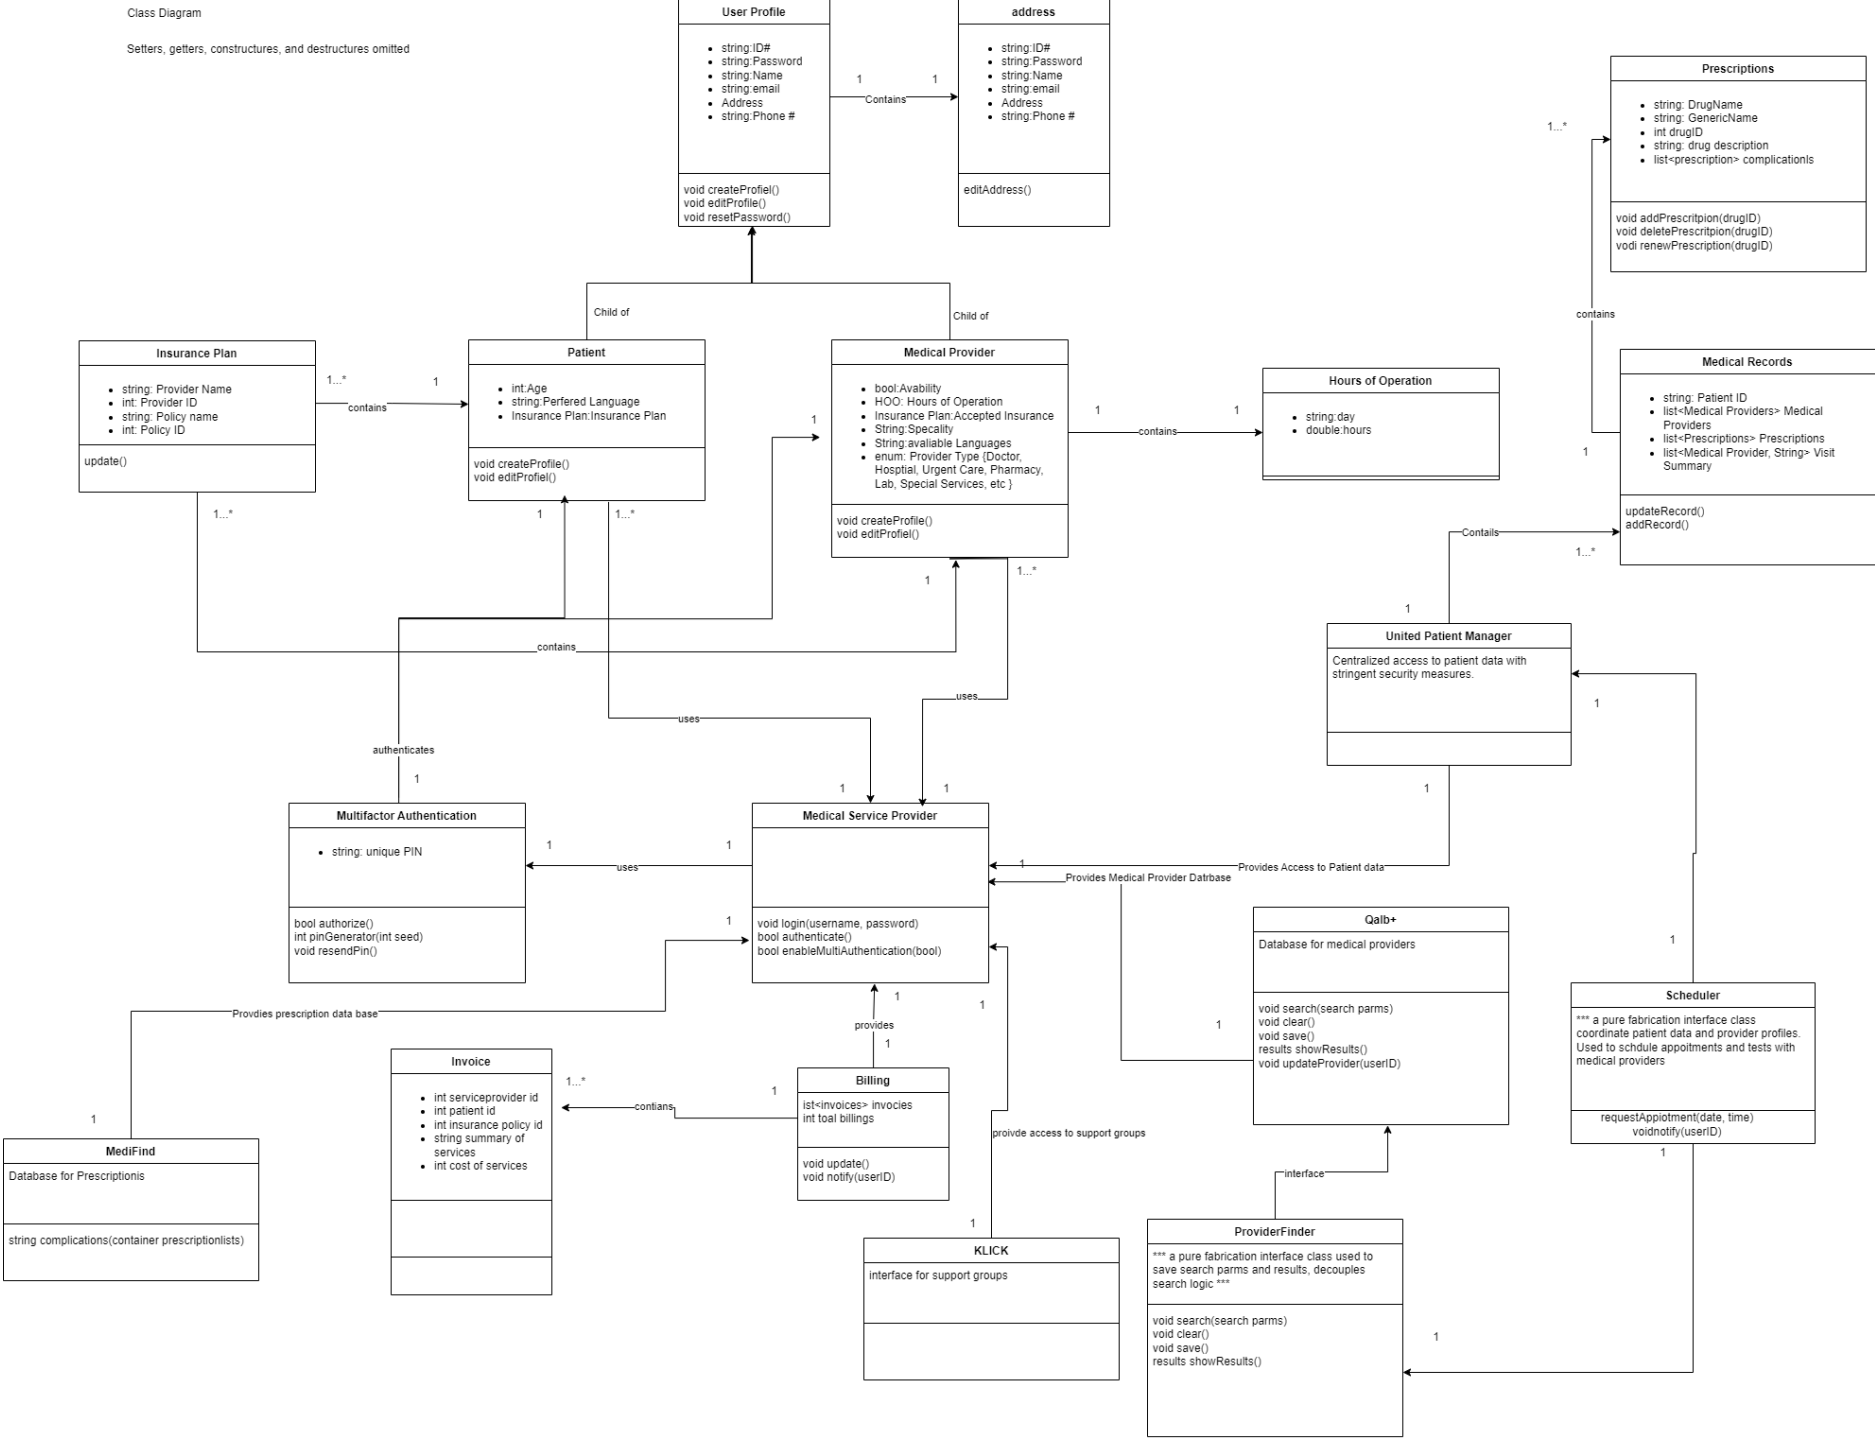 Class Diagram
Setters, getters, constructures, and destructures omitted
User Profile
string:ID#
string:Password
string:Name
string:email
Address
string:Phone #
void createProfiel()
void editProfile()
void resetPassword()
1
1
Contains
address
string:ID#
string:Password
string:Name
string:email
Address
string:Phone #
editAddress()
Prescriptions
string: DrugName
string: GenericName
int drugID
string: drug description
list<prescription> complicationls
void addPrescritpion(drugID)
void deletePrescritpion(drugID)
vodi renewPrescription(drugID)
1...*
contains
Child of
Child of
Insurance Plan
string: Provider Name
int: Provider ID
string: Policy name
int: Policy ID
update()
1...*
1
contains
Patient
int:Age
string:Perfered Language
Insurance Plan:Insurance Plan
void createProfile()
void editProfiel()
Medical Provider
bool:Avability
HOO: Hours of Operation
Insurance Plan:Accepted Insurance
String:Specality
String:avaliable Languages
enum: Provider Type {Doctor,
Hosptial, Urgent Care, Pharmacy,
Lab, Special Services, etc }
void createProfile()
void editProfiel()
1
1
1
contains
Hours of Operation
string:day
double:hours
Medical Records
string: Patient ID
list<Medical Providers> Medical
Providers
list<Prescriptions> Prescriptions
list<Medical Provider, String> Visit
Summary
updateRecord()
addRecord()
1
Contails
1...*
1
1...*
1
1...*
1
1...*
contains
uses
uses
authenticates
1
1
1
United Patient Manager
Centralized access to patient data with
stringent security measures.
1
1
Multifactor Authentication
string: unique PIN
bool authorize()
int pinGenerator(int seed)
void resendPin()
1
1
uses
Medical Service Provider
void login(username, password)
bool authenticate()
bool enableMultiAuthentication(bool)
1
Provides Access to Patient data
Provides Medical Provider Datrbase
Qalb+
Database for medical providers
void search(search parms)
void clear()
void save()
results showResults()
void updateProvider(userID)
1
1
Scheduler
*** a pure fabrication interface class
coordinate patient data and provider profiles.
Used to schdule appoitments and tests with
medical providers
requestAppiotment(date, time)
voidnotify(userID)
1
1
Provdies prescription data base
1
MediFind
Database for Prescriptionis
string complications(container prescriptionlists)
Invoice
int serviceprovider id
int patient id
int insurance policy id
string summary of
services
int cost of services
1...*
1
contians
1
provides
1
Billing
ist<invoices> invocies
int toal billings
void update()
void notify(userID)
1
proivde access to support groups
1
KLICK
interface for support groups
interface
ProviderFinder
*** a pure fabrication interface class used to
save search parms and results, decouples
search logic ***
void search(search parms)
void clear()
void save()
results showResults()
1